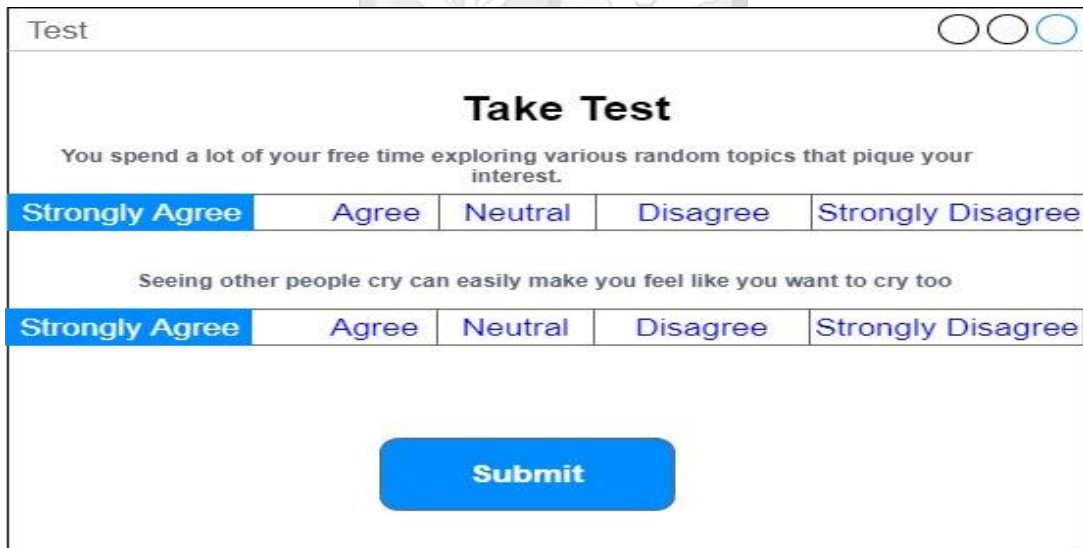 Test
Take Test
You spend a lot of your free time exploring various random topics that pique your
interest.
Strongly Agree Agree Neutral Disagree Strongly Disagree
Seeing other people cry can easily make you feel like you want to cry too
Strongly Agree Agree Neutral Disagree Strongly Disagree
Submit